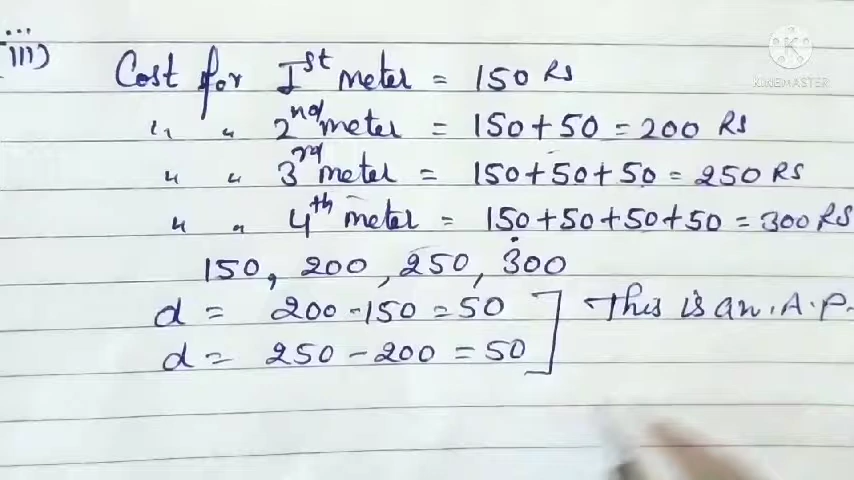 iii) Cost for Ist meter = 150 RS
" " 2nd meter = 150+50 = 200 RS
" " 3rd meter = 150+50+50 = 250 RS
" " 4th meter = 150+50+50+50 = 300 RS
150, 200, 250, 300
d = 200-150 = 50 This is an A.P.
d = 250-200 = 50
KINEMASTER